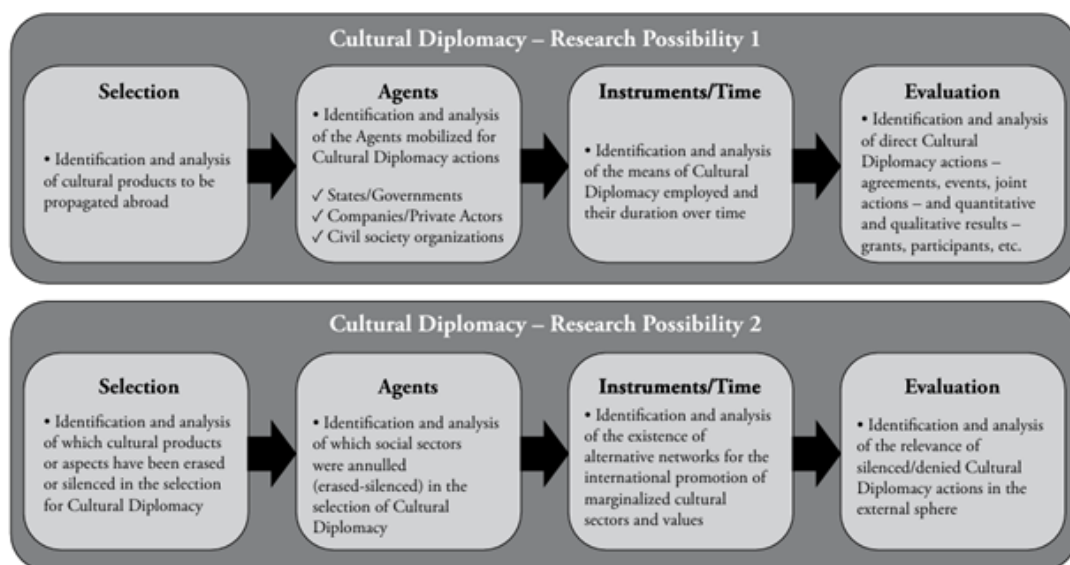 Cultural Diplomacy – Research Possibility 1
Selection
• Identification and analysis
of cultural products to be
propagated abroad
Agents
• Identification and analysis
of the Agents mobilized for
Cultural Diplomacy actions
✓ States/Governments
✓ Companies/Private Actors
✓ Civil society organizations
Instruments/Time
• Identification and analysis
of the means of Cultural
Diplomacy employed and
their duration over time
Evaluation
• Identification and analysis
of direct Cultural
Diplomacy actions –
agreements, events, joint
actions – and quantitative
and qualitative results –
grants, participants, etc.
Cultural Diplomacy – Research Possibility 2
Selection
• Identification and analysis
of which cultural products
or aspects have been erased
or silenced in the selection
for Cultural Diplomacy
Agents
• Identification and analysis
of which social sectors
were annulled
(erased-silenced) in the
selection of Cultural
Diplomacy
Instruments/Time
• Identification and analysis
of the existence of
alternative networks for the
international promotion of
marginalized cultural
sectors and values
Evaluation
• Identification and analysis
of the relevance of
silenced/denied Cultural
Diplomacy actions in the
external sphere